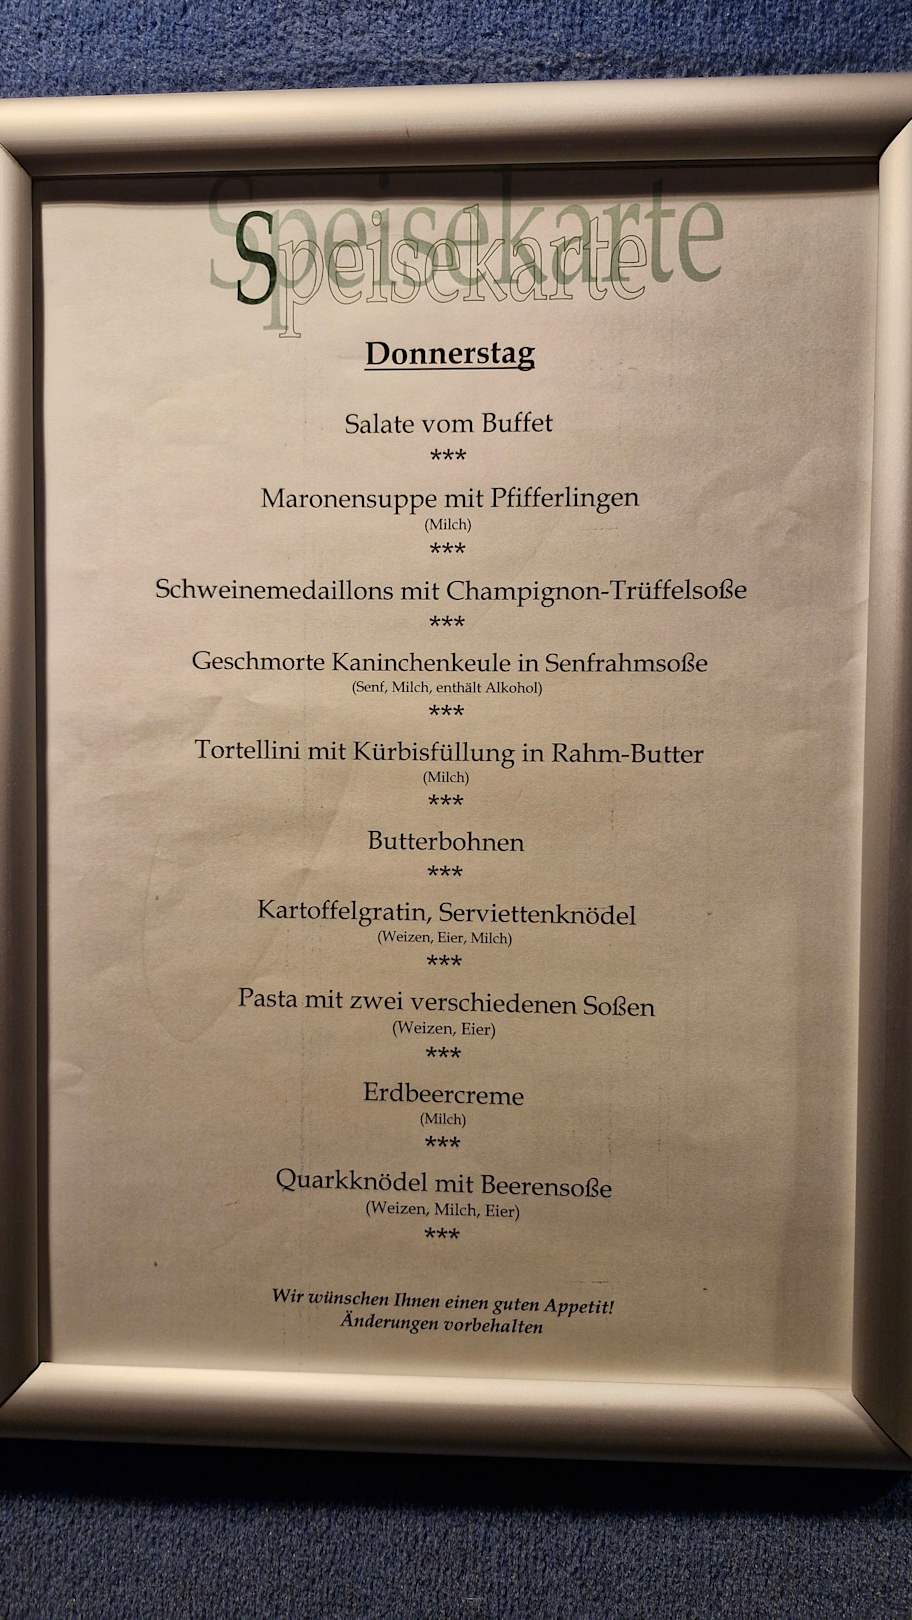 Speisekarte
Donnerstag
Salate vom Buffet
***
Maronensuppe mit Pfifferlingen
(Milch)
***
Schweinemedaillons mit Champignon-Trüffelsoße
***
Geschmorte Kaninchenkeule in Senfrahmsoße
(Senf, Milch, enthält Alkohol)
***
Tortellini mit Kürbisfüllung in Rahm-Butter
(Milch)
***
Butterbohnen
***
Kartoffelgratin, Serviettenknödel
(Weizen, Eier, Milch)
***
Pasta mit zwei verschiedenen Soßen
(Weizen, Eier)
***
Erdbeercreme
(Milch)
***
Quarkknödel mit Beerensoße
(Weizen, Milch, Eier)
***
Wir wünschen Ihnen einen guten Appetit!
Änderungen vorbehalten